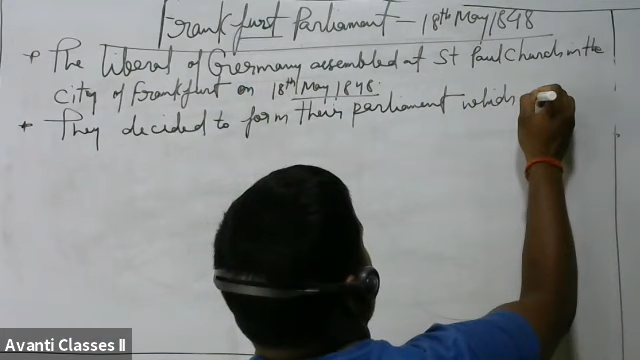 Frankfurt Parliament - 18th May 1848
* The Liberal of Germany assembled at St Paul Church in the
city of Frankfurt on 18th May 1848.
* They decided to form their parliament which
Avanti Classes II